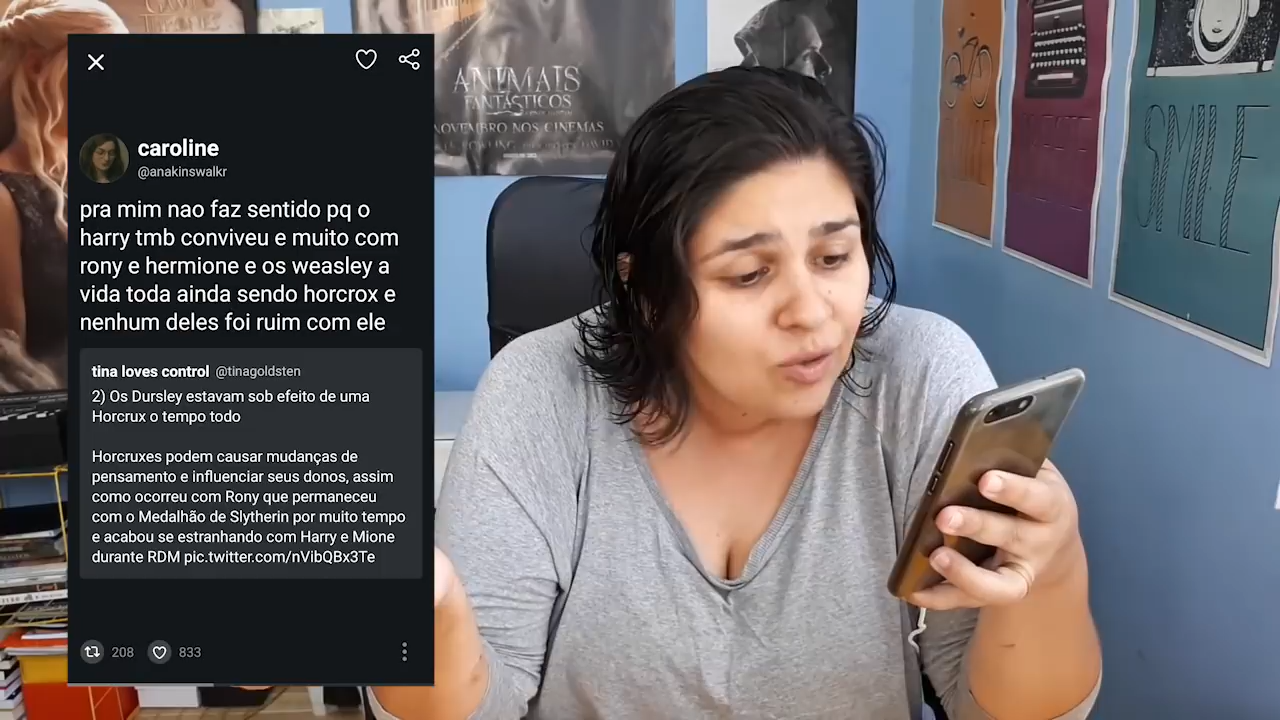 caroline
@anakinswalkr
pra mim nao faz sentido pq o
harry tmb conviveu e muito com
rony e hermione e os weasley a
vida toda ainda sendo horcrox e
nenhum deles foi ruim com ele
tina loves control @tinagoldsten
2) Os Dursley estavam sob efeito de uma
Horcrux o tempo todo
Horcruxes podem causar mudanças de
pensamento e influenciar seus donos, assim
como ocorreu com Rony que permaneceu
com o Medalhão de Slytherin por muito tempo
e acabou se estranhando com Harry e Mione
durante RDM pic.twitter.com/nVibQBx3Te
208
833
ANIMAIS
FANTÁSTICOS
NOVEMBRO NOS CINEMAS
SMILE